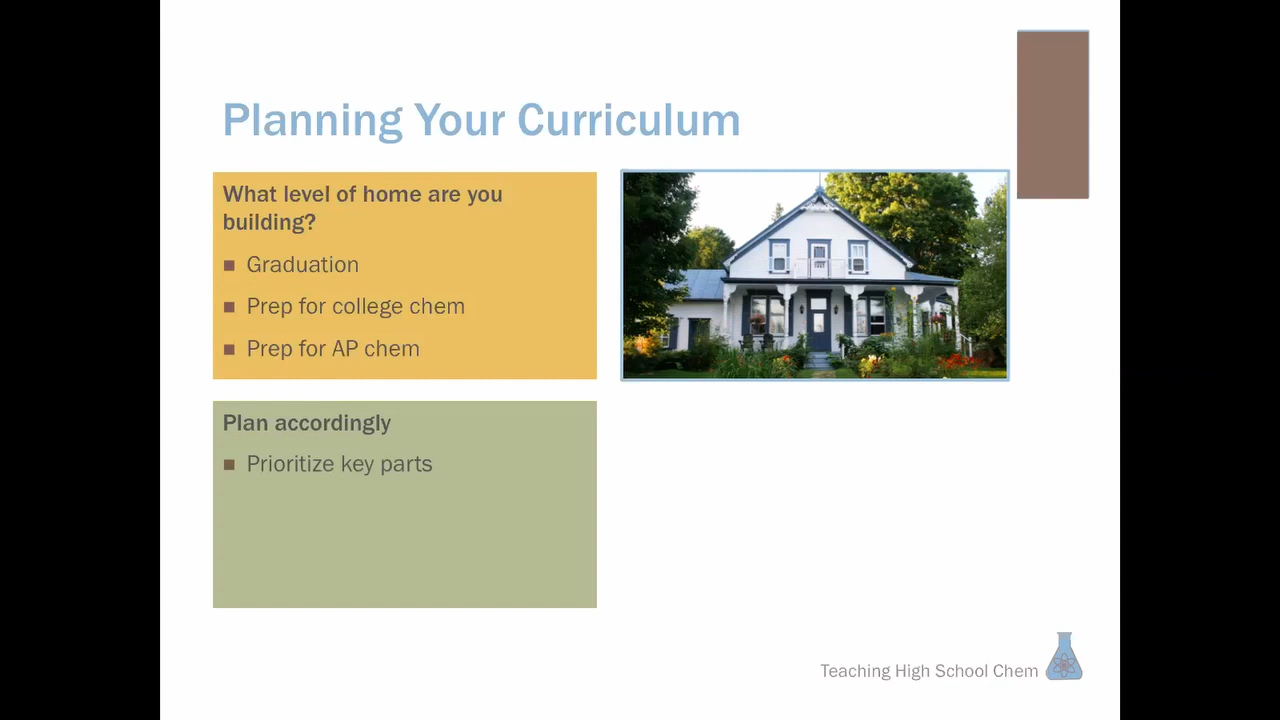 Planning Your Curriculum
What level of home are you
building?
Graduation
Prep for college chem
Prep for AP chem
Plan accordingly
Prioritize key parts
Teaching High School Chem